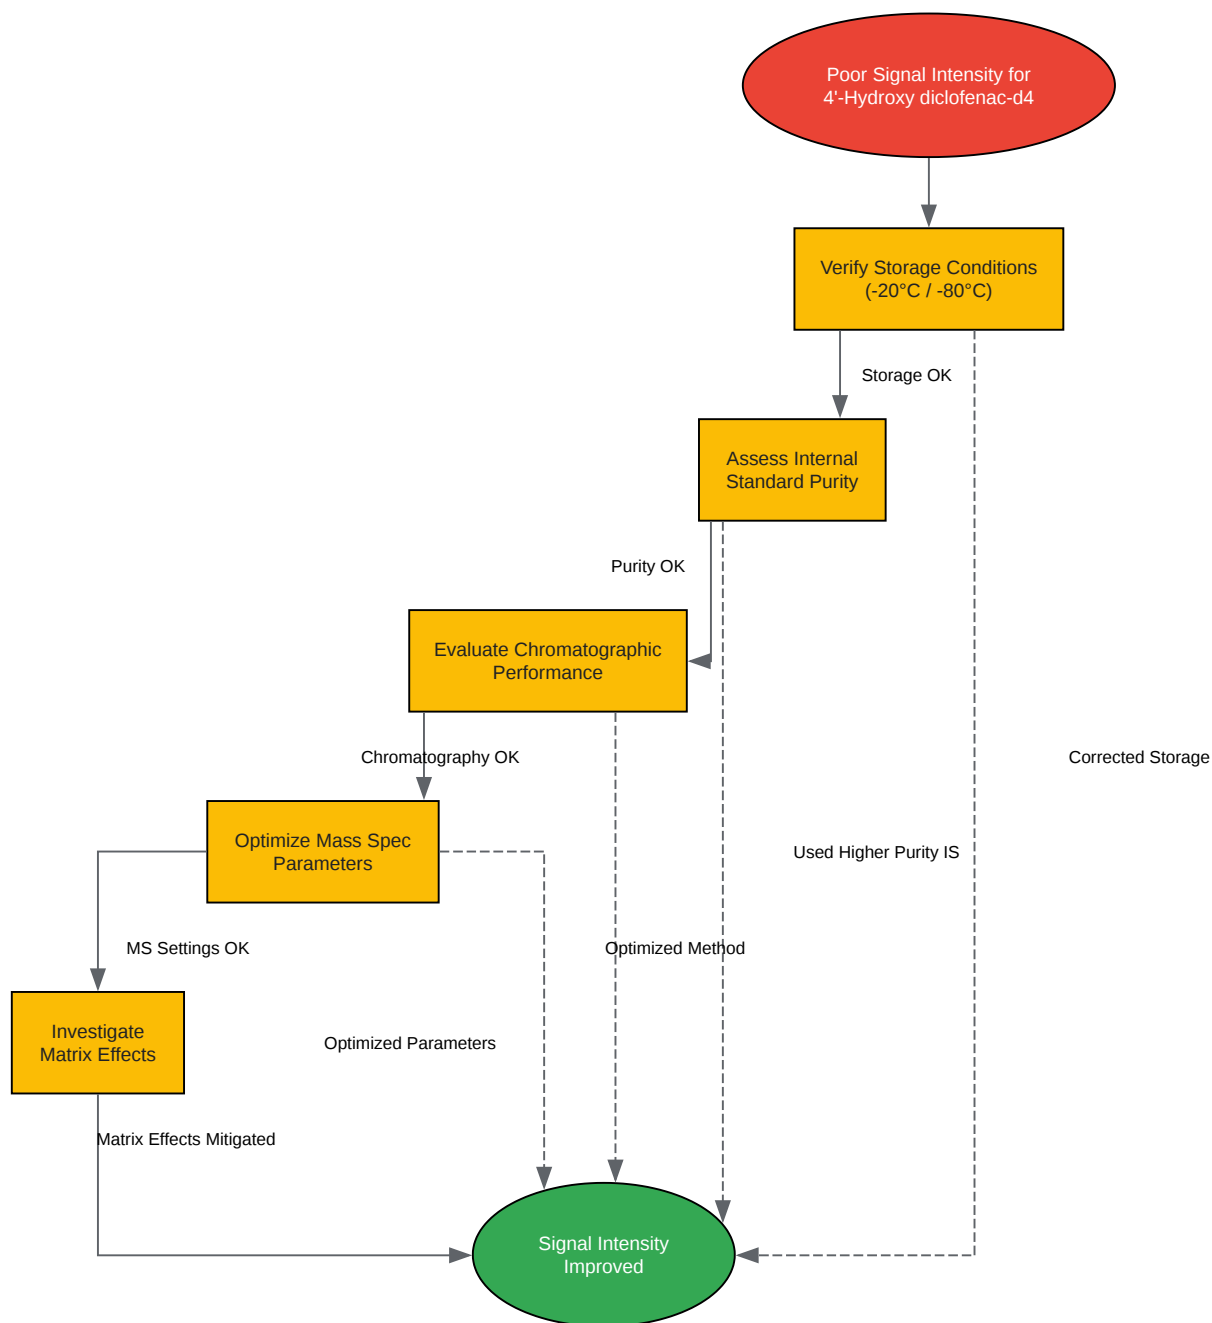 Poor Signal Intensity for
4'-Hydroxy diclofenac-d4
Verify Storage Conditions
(-20°C / -80°C)
Storage OK
Assess Internal
Standard Purity
Purity OK
Evaluate Chromatographic
Performance
Chromatography OK
Corrected Storage
Optimize Mass Spec
Parameters
Used Higher Purity IS
MS Settings OK
Optimized Method
Investigate
Matrix Effects
Optimized Parameters
Matrix Effects Mitigated
Signal Intensity
Improved